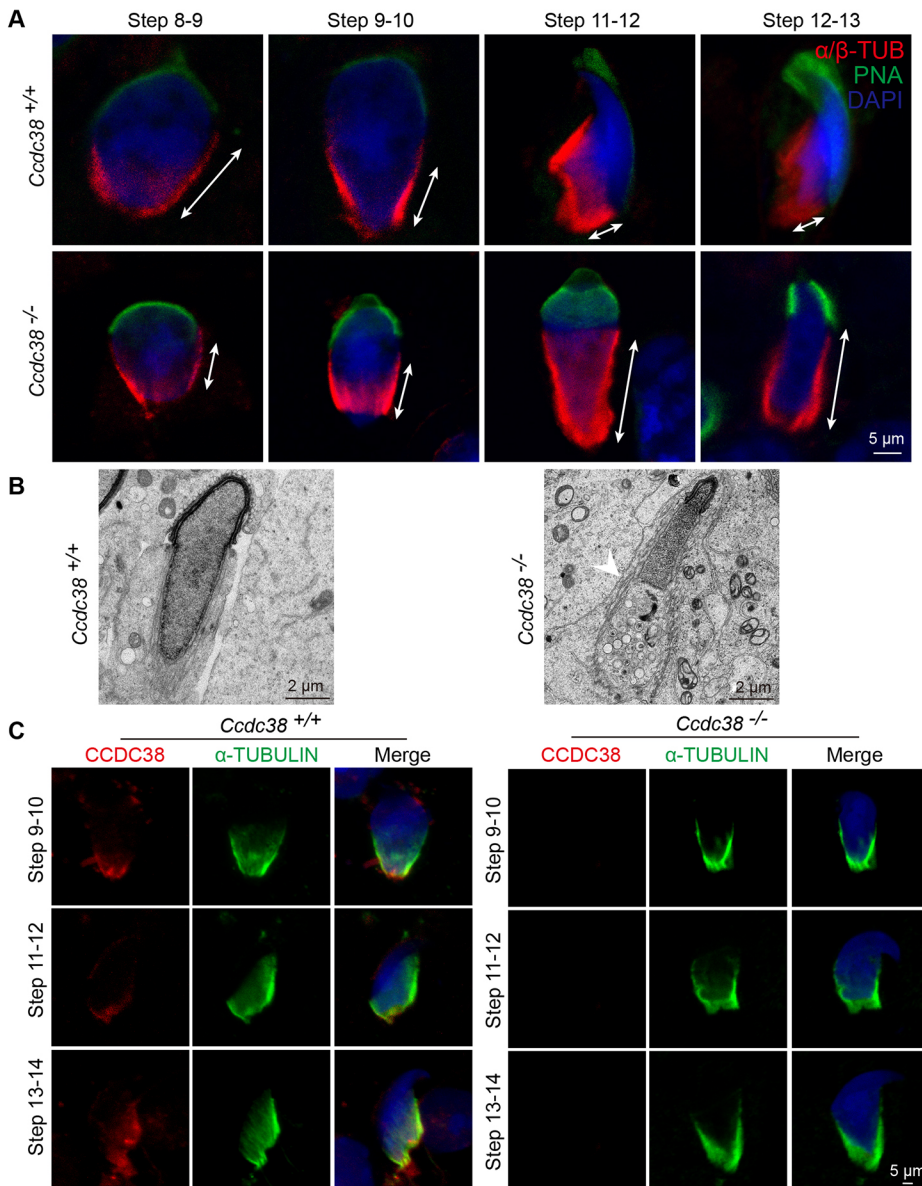 A
Step 8-9
Step 9-10
Step 11-12
Step 12-13
Ccdc38 +/+
α/β-TUB
PNA
DAPI
Ccdc38 -/-
5 µm
B
Ccdc38 +/+
2 µm
Ccdc38 -/-
2 µm
C
Ccdc38 +/+
Ccdc38 -/-
CCDC38
α-TUBULIN
Merge
CCDC38
α-TUBULIN
Merge
Step 9-10
Step 9-10
Step 11-12
Step 11-12
Step 13-14
Step 13-14
5 µm